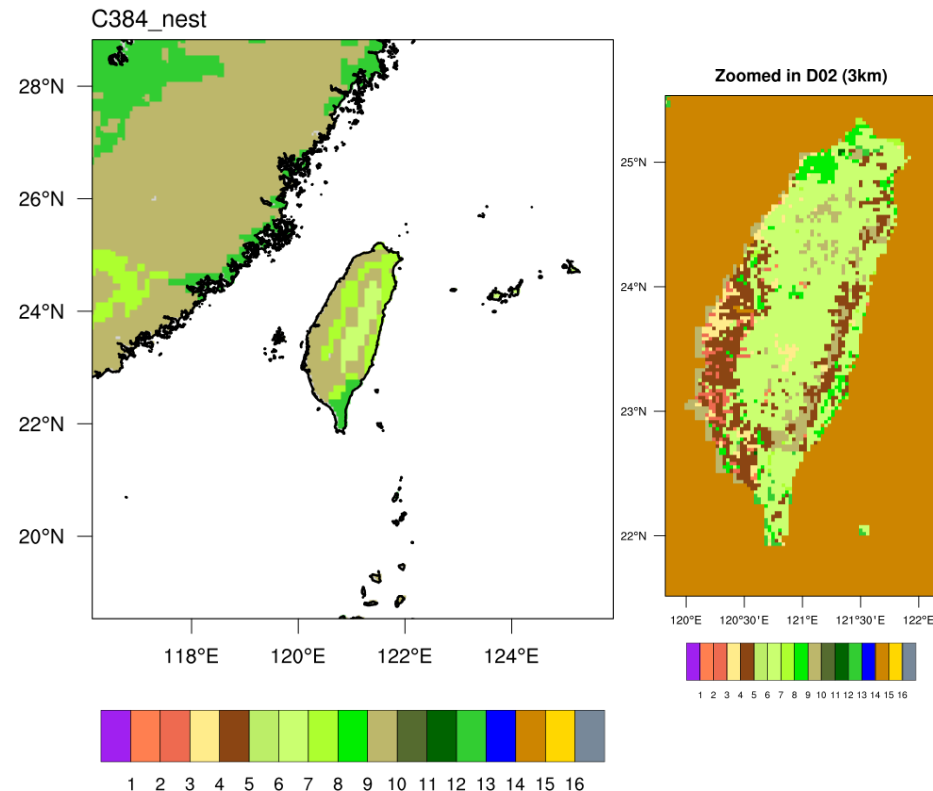 C384_nest
28°N
26°N
24°N
22°N
20°N
118°E 120°E 122°E 124°E
1 2 3 4 5 6 7 8 9 10 11 12 13 14 15 16
Zoomed in D02 (3km)
25°N
24°N
23°N
22°N
120°E 120°30'E 121°E 121°30'E 122°E
1 2 3 4 5 6 7 8 9 10 11 12 13 14 15 16